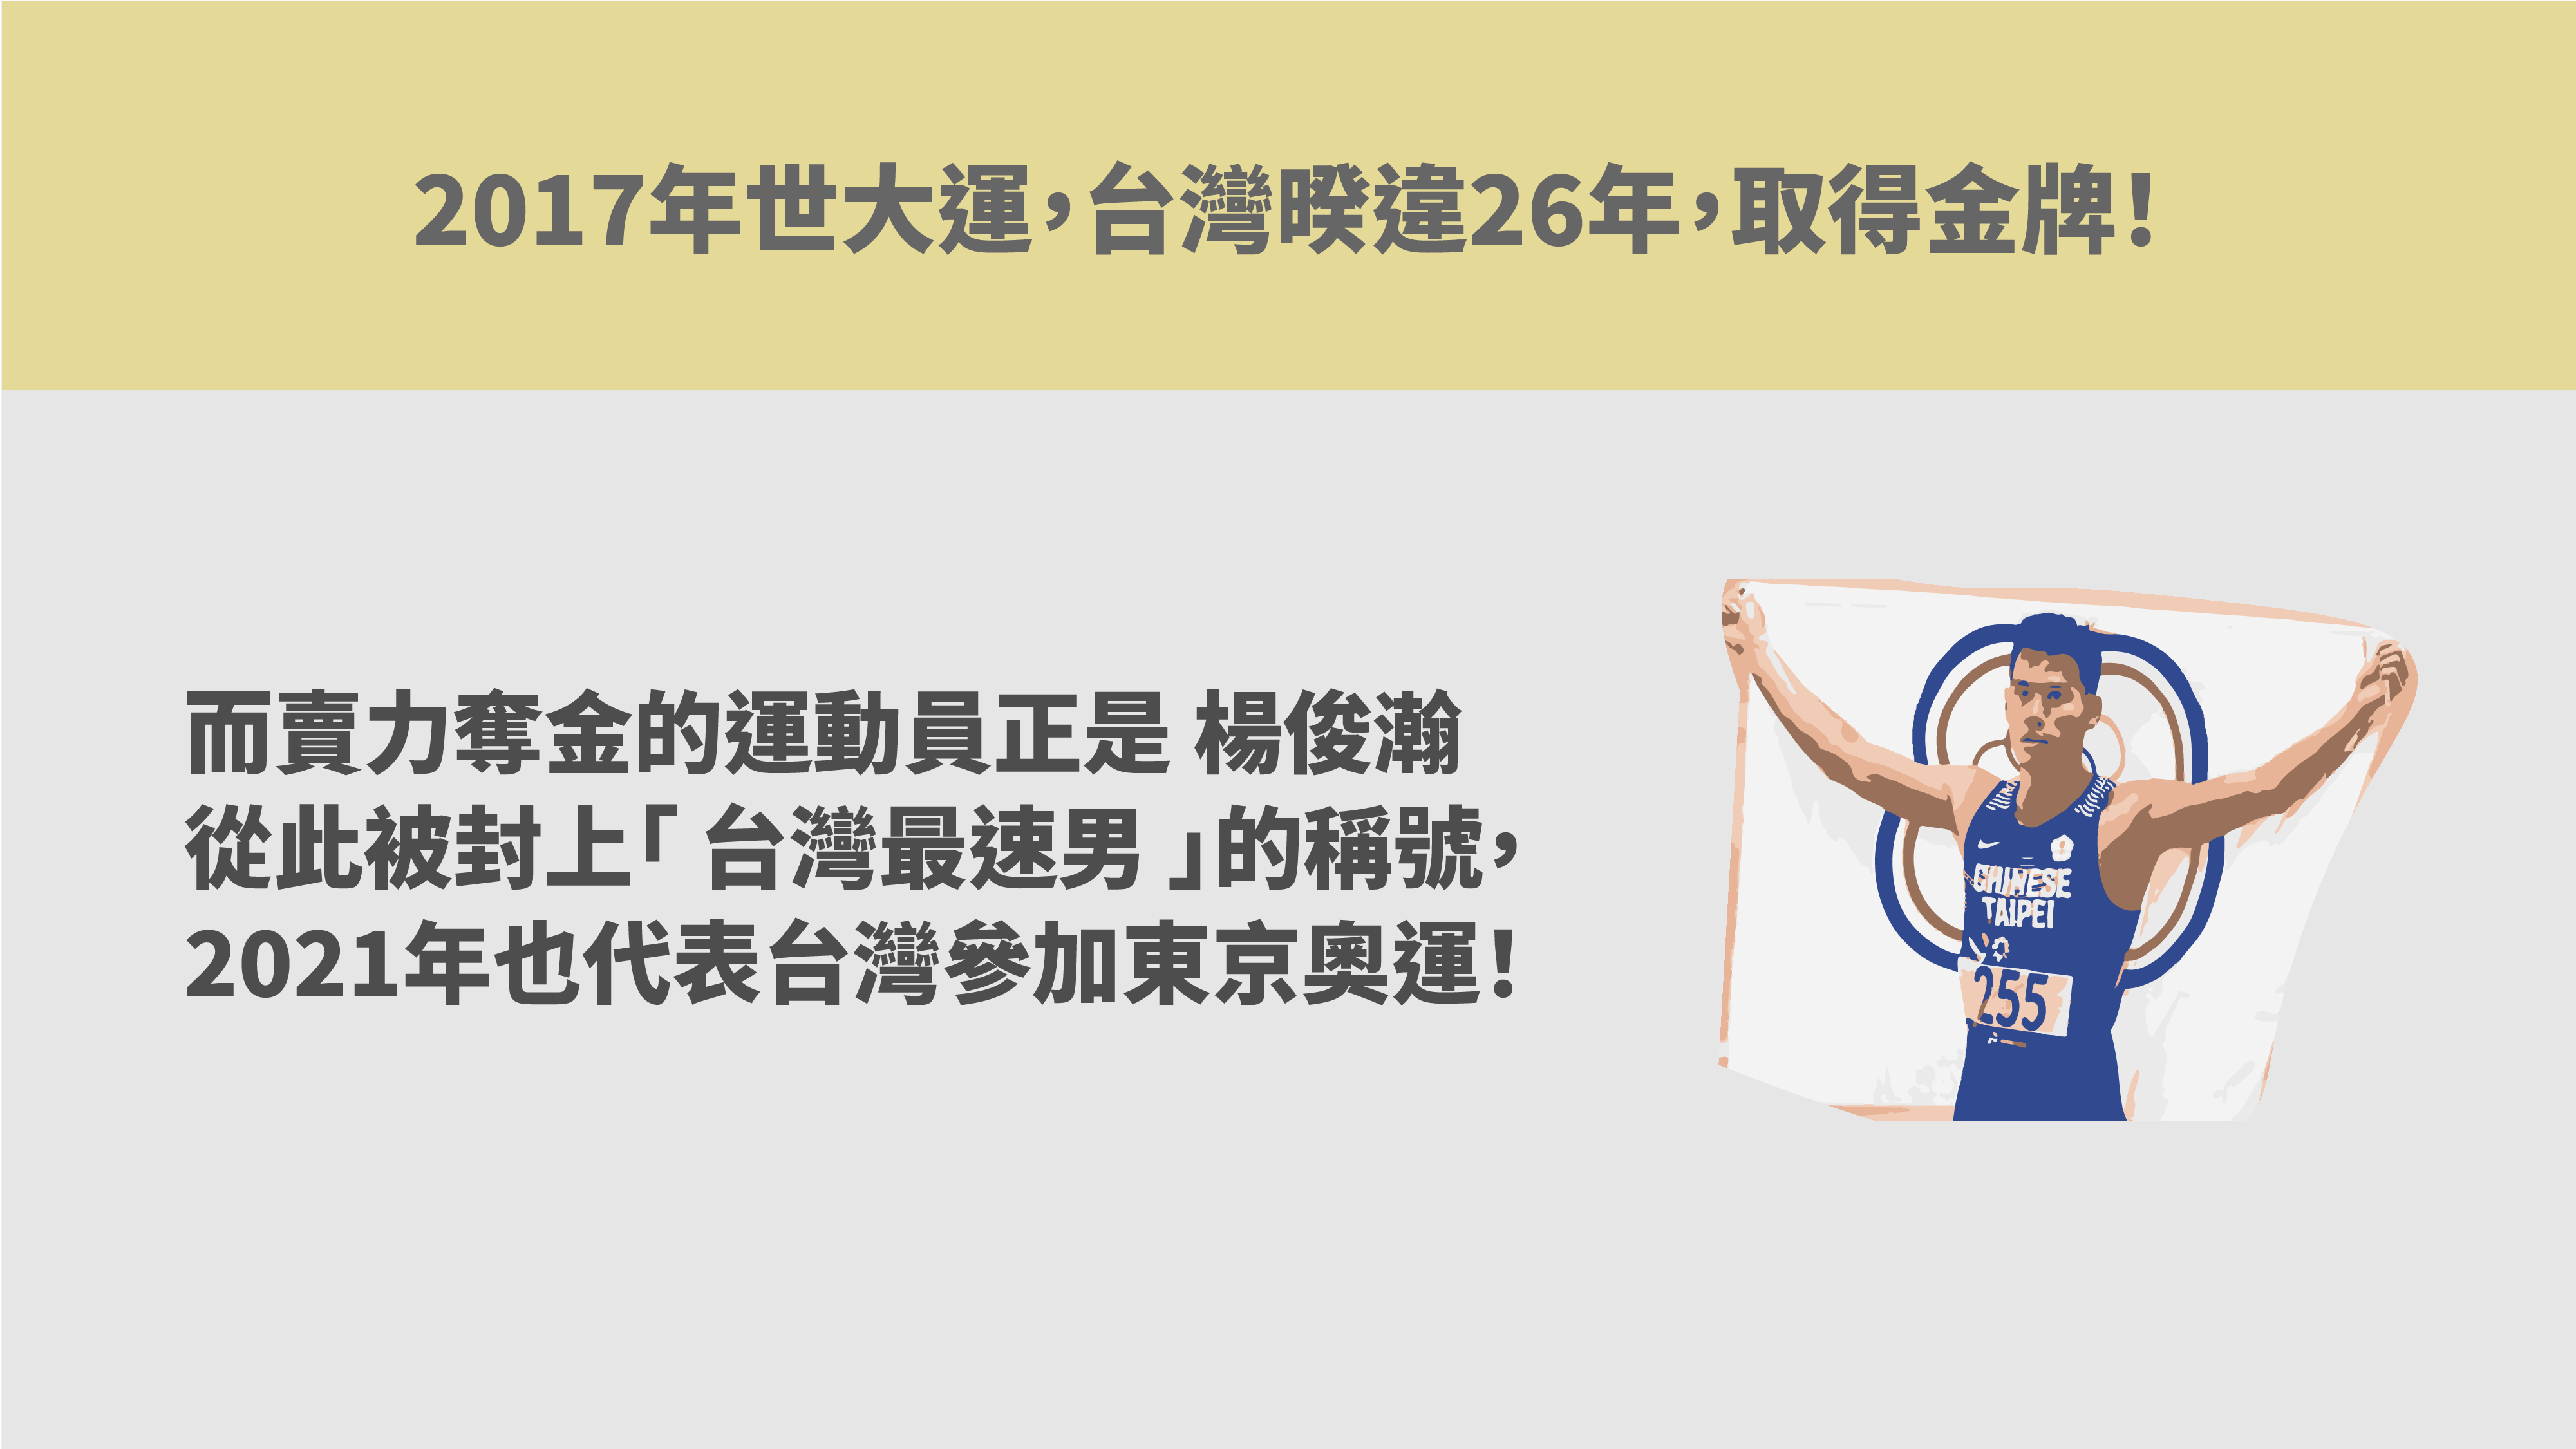 2017年世大運，台灣暌違26年，取得金牌！
而賣力奪金的運動員正是 楊俊瀚
從此被封上「 台灣最速男 」的稱號，
2021年也代表台灣參加東京奧運！
CHINESE
TAIPEI
255